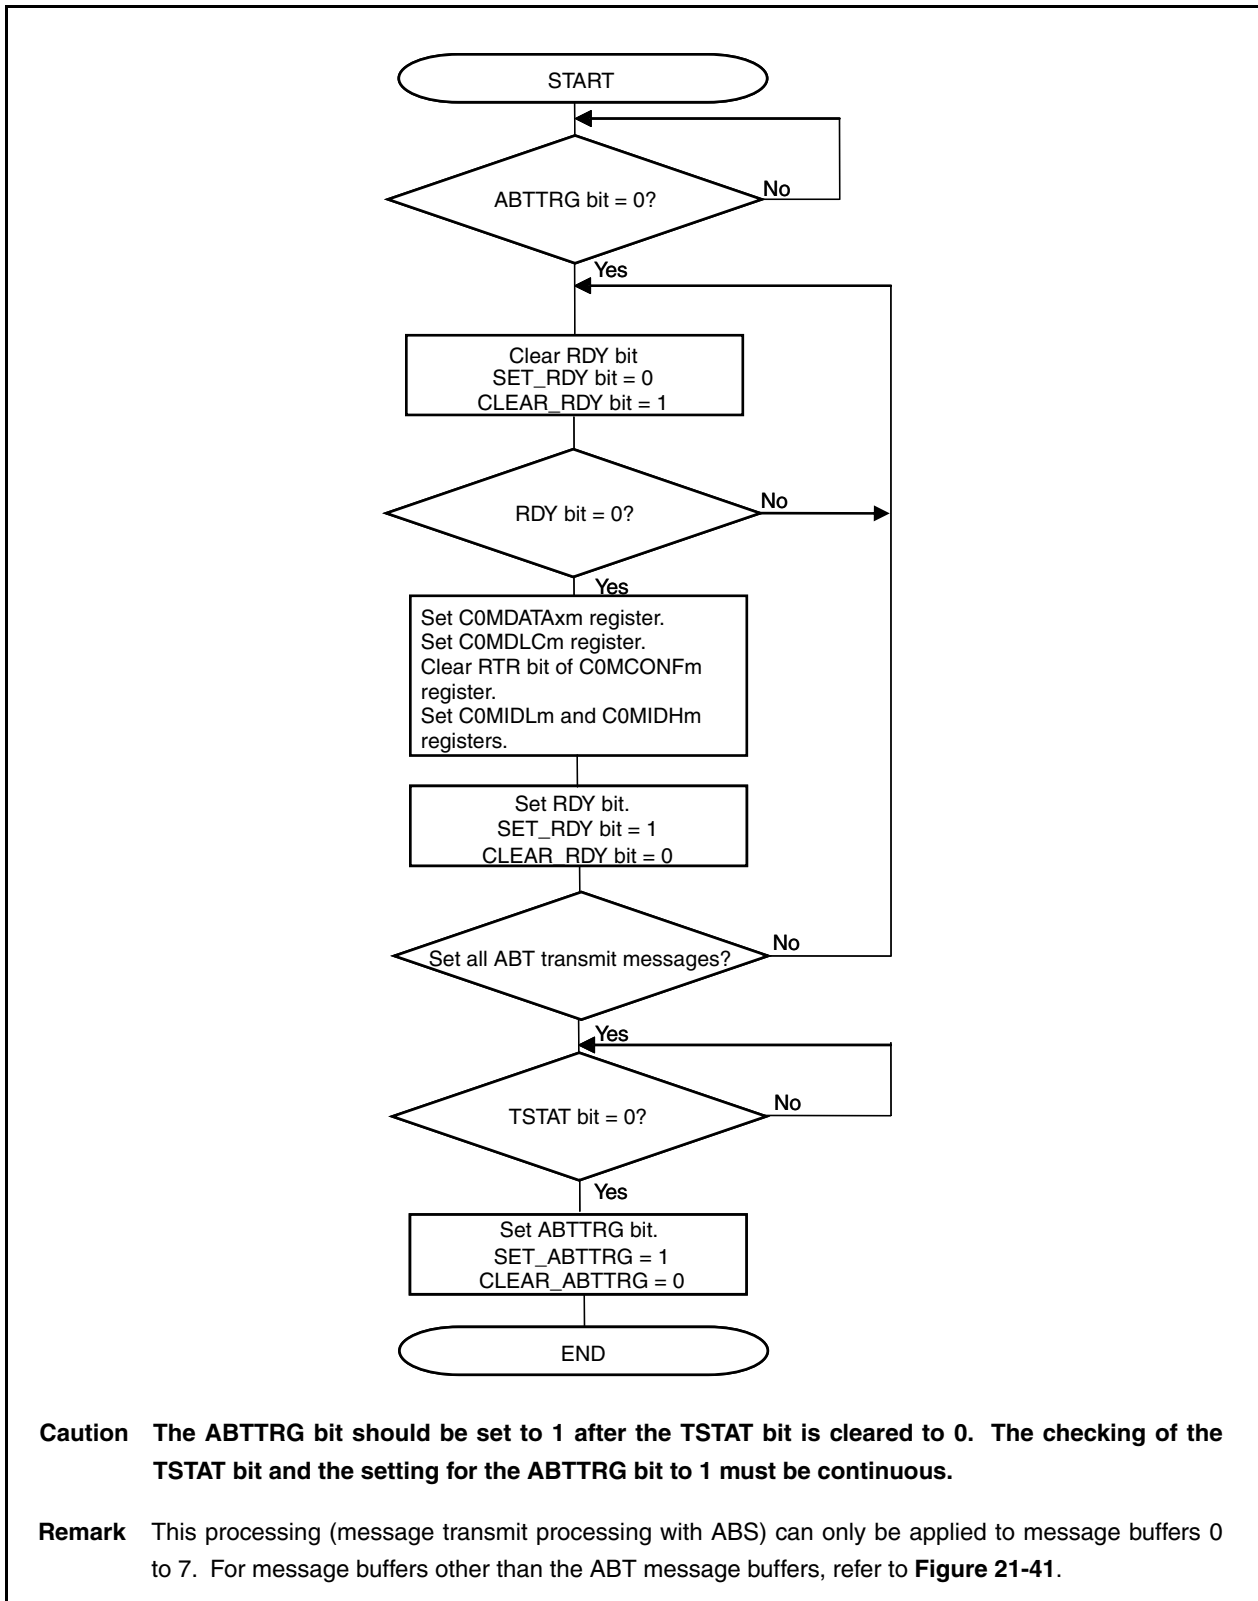 START
ABTTRG bit = 0?
No
Yes
Clear RDY bit
SET_RDY bit = 0
CLEAR_RDY bit = 1
RDY bit = 0?
No
Yes
Set C0MDATAxm register.
Set C0MDLCm register.
Clear RTR bit of C0MCONFm
register.
Set C0MIDLm and C0MIDHm
registers.
Set RDY bit.
SET_RDY bit = 1
CLEAR_RDY bit = 0
Set all ABT transmit messages?
No
Yes
TSTAT bit = 0?
No
Yes
Set ABTTRG bit.
SET_ABTTRG = 1
CLEAR_ABTTRG = 0
END
Caution The ABTTRG bit should be set to 1 after the TSTAT bit is cleared to 0. The checking of the
TSTAT bit and the setting for the ABTTRG bit to 1 must be continuous.
Remark This processing (message transmit processing with ABS) can only be applied to message buffers 0
to 7. For message buffers other than the ABT message buffers, refer to Figure 21-41.